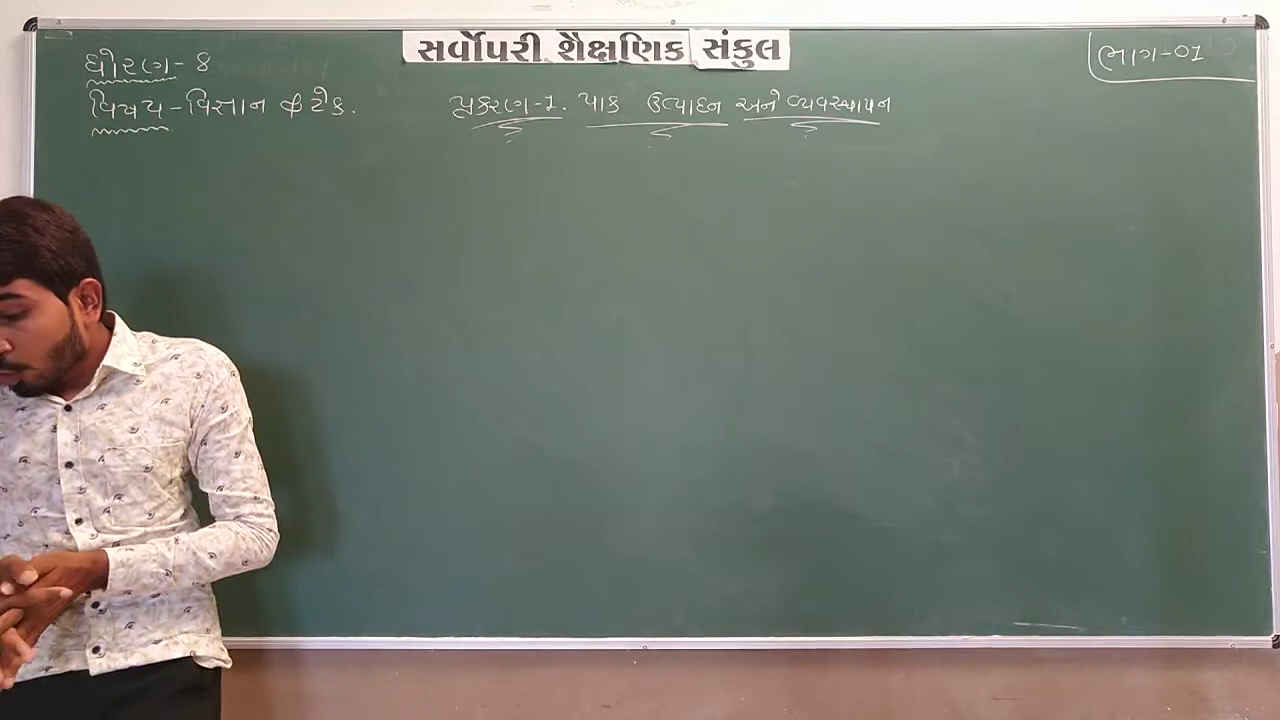 સર્વોપરી શૈક્ષણિક સંકુલ
ભાગ-01
ધોરણ- 8
વિષય-વિજ્ઞાન & ટેક.
પ્રકરણ-1. પાક ઉત્પાદન અને વ્યવસ્થાપન